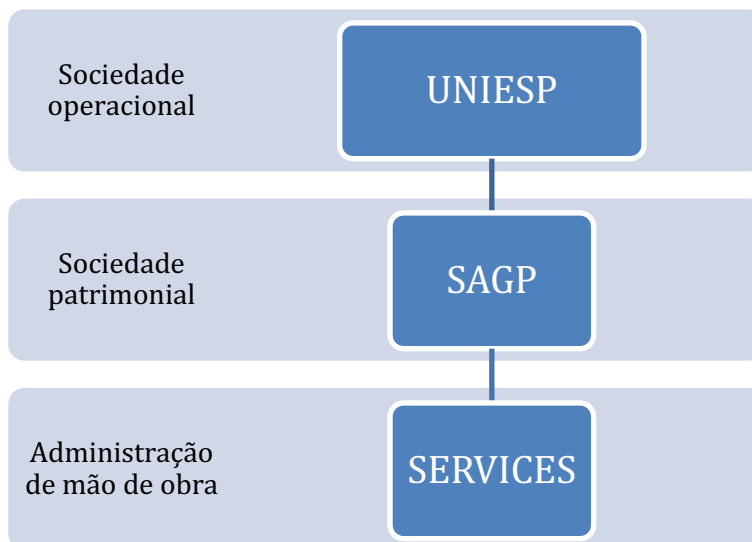 Sociedade
operacional
UNIESP
Sociedade
patrimonial
SAGP
Administração
de mão de obra
SERVICES